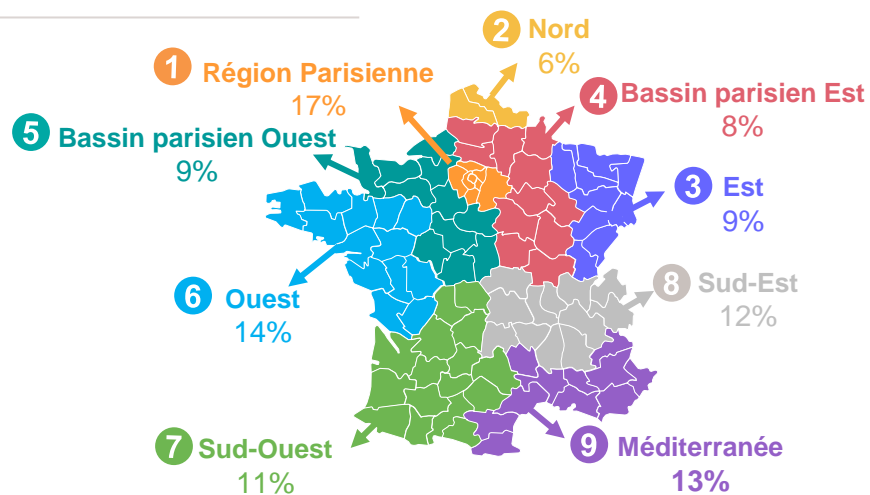 1 Région Parisienne
17%
2 Nord
6%
3 Est
9%
4 Bassin parisien Est
8%
5 Bassin parisien Ouest
9%
6 Ouest
14%
7 Sud-Ouest
11%
8 Sud-Est
12%
9 Méditerranée
13%